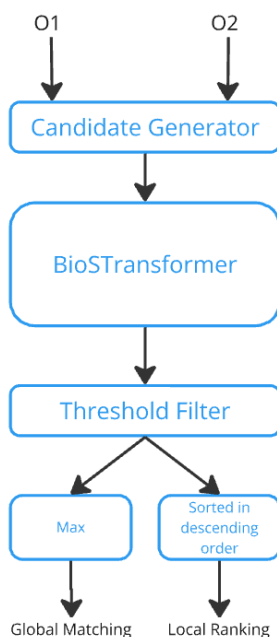 O1 O2
Candidate Generator
BioSTransformer
Threshold Filter
Max
Sorted in
descending
order
Global Matching
Local Ranking